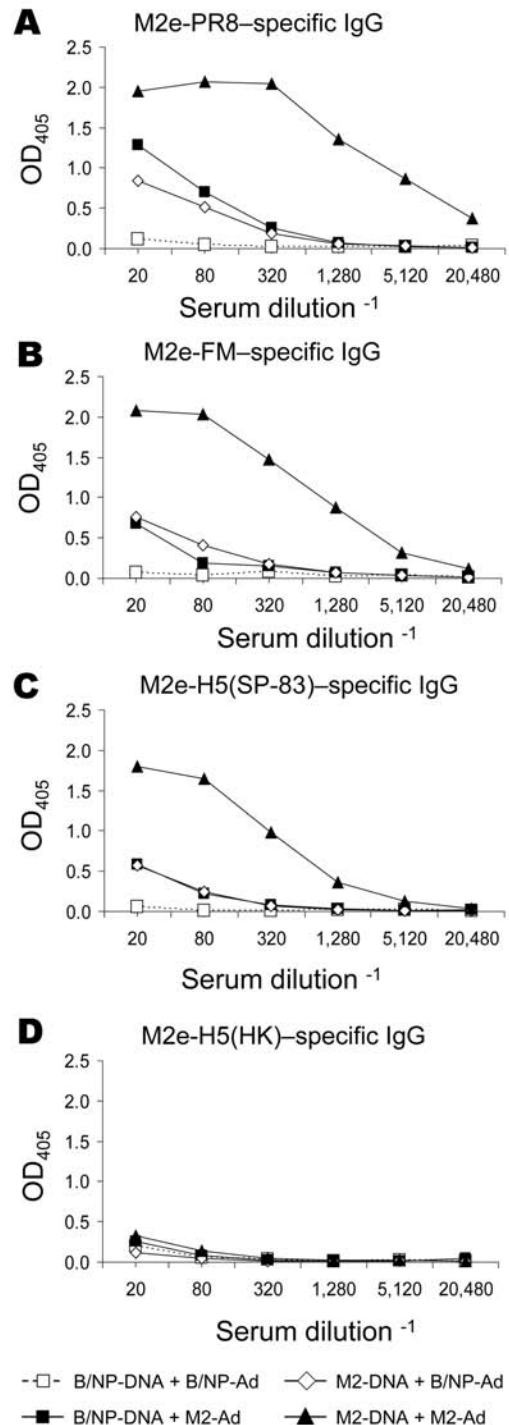 A
M2e-PR8–specific IgG
OD405
2.5
2.0
1.5
1.0
0.5
0.0
20 80 320 1,280 5,120 20,480
Serum dilution -1
B
M2e-FM–specific IgG
OD405
2.5
2.0
1.5
1.0
0.5
0.0
20 80 320 1,280 5,120 20,480
Serum dilution -1
C
M2e-H5(SP-83)–specific IgG
OD405
2.5
2.0
1.5
1.0
0.5
0.0
20 80 320 1,280 5,120 20,480
Serum dilution -1
D
M2e-H5(HK)–specific IgG
OD405
2.5
2.0
1.5
1.0
0.5
0.0
20 80 320 1,280 5,120 20,480
Serum dilution -1
B/NP-DNA + B/NP-Ad M2-DNA + B/NP-Ad
B/NP-DNA + M2-Ad M2-DNA + M2-Ad